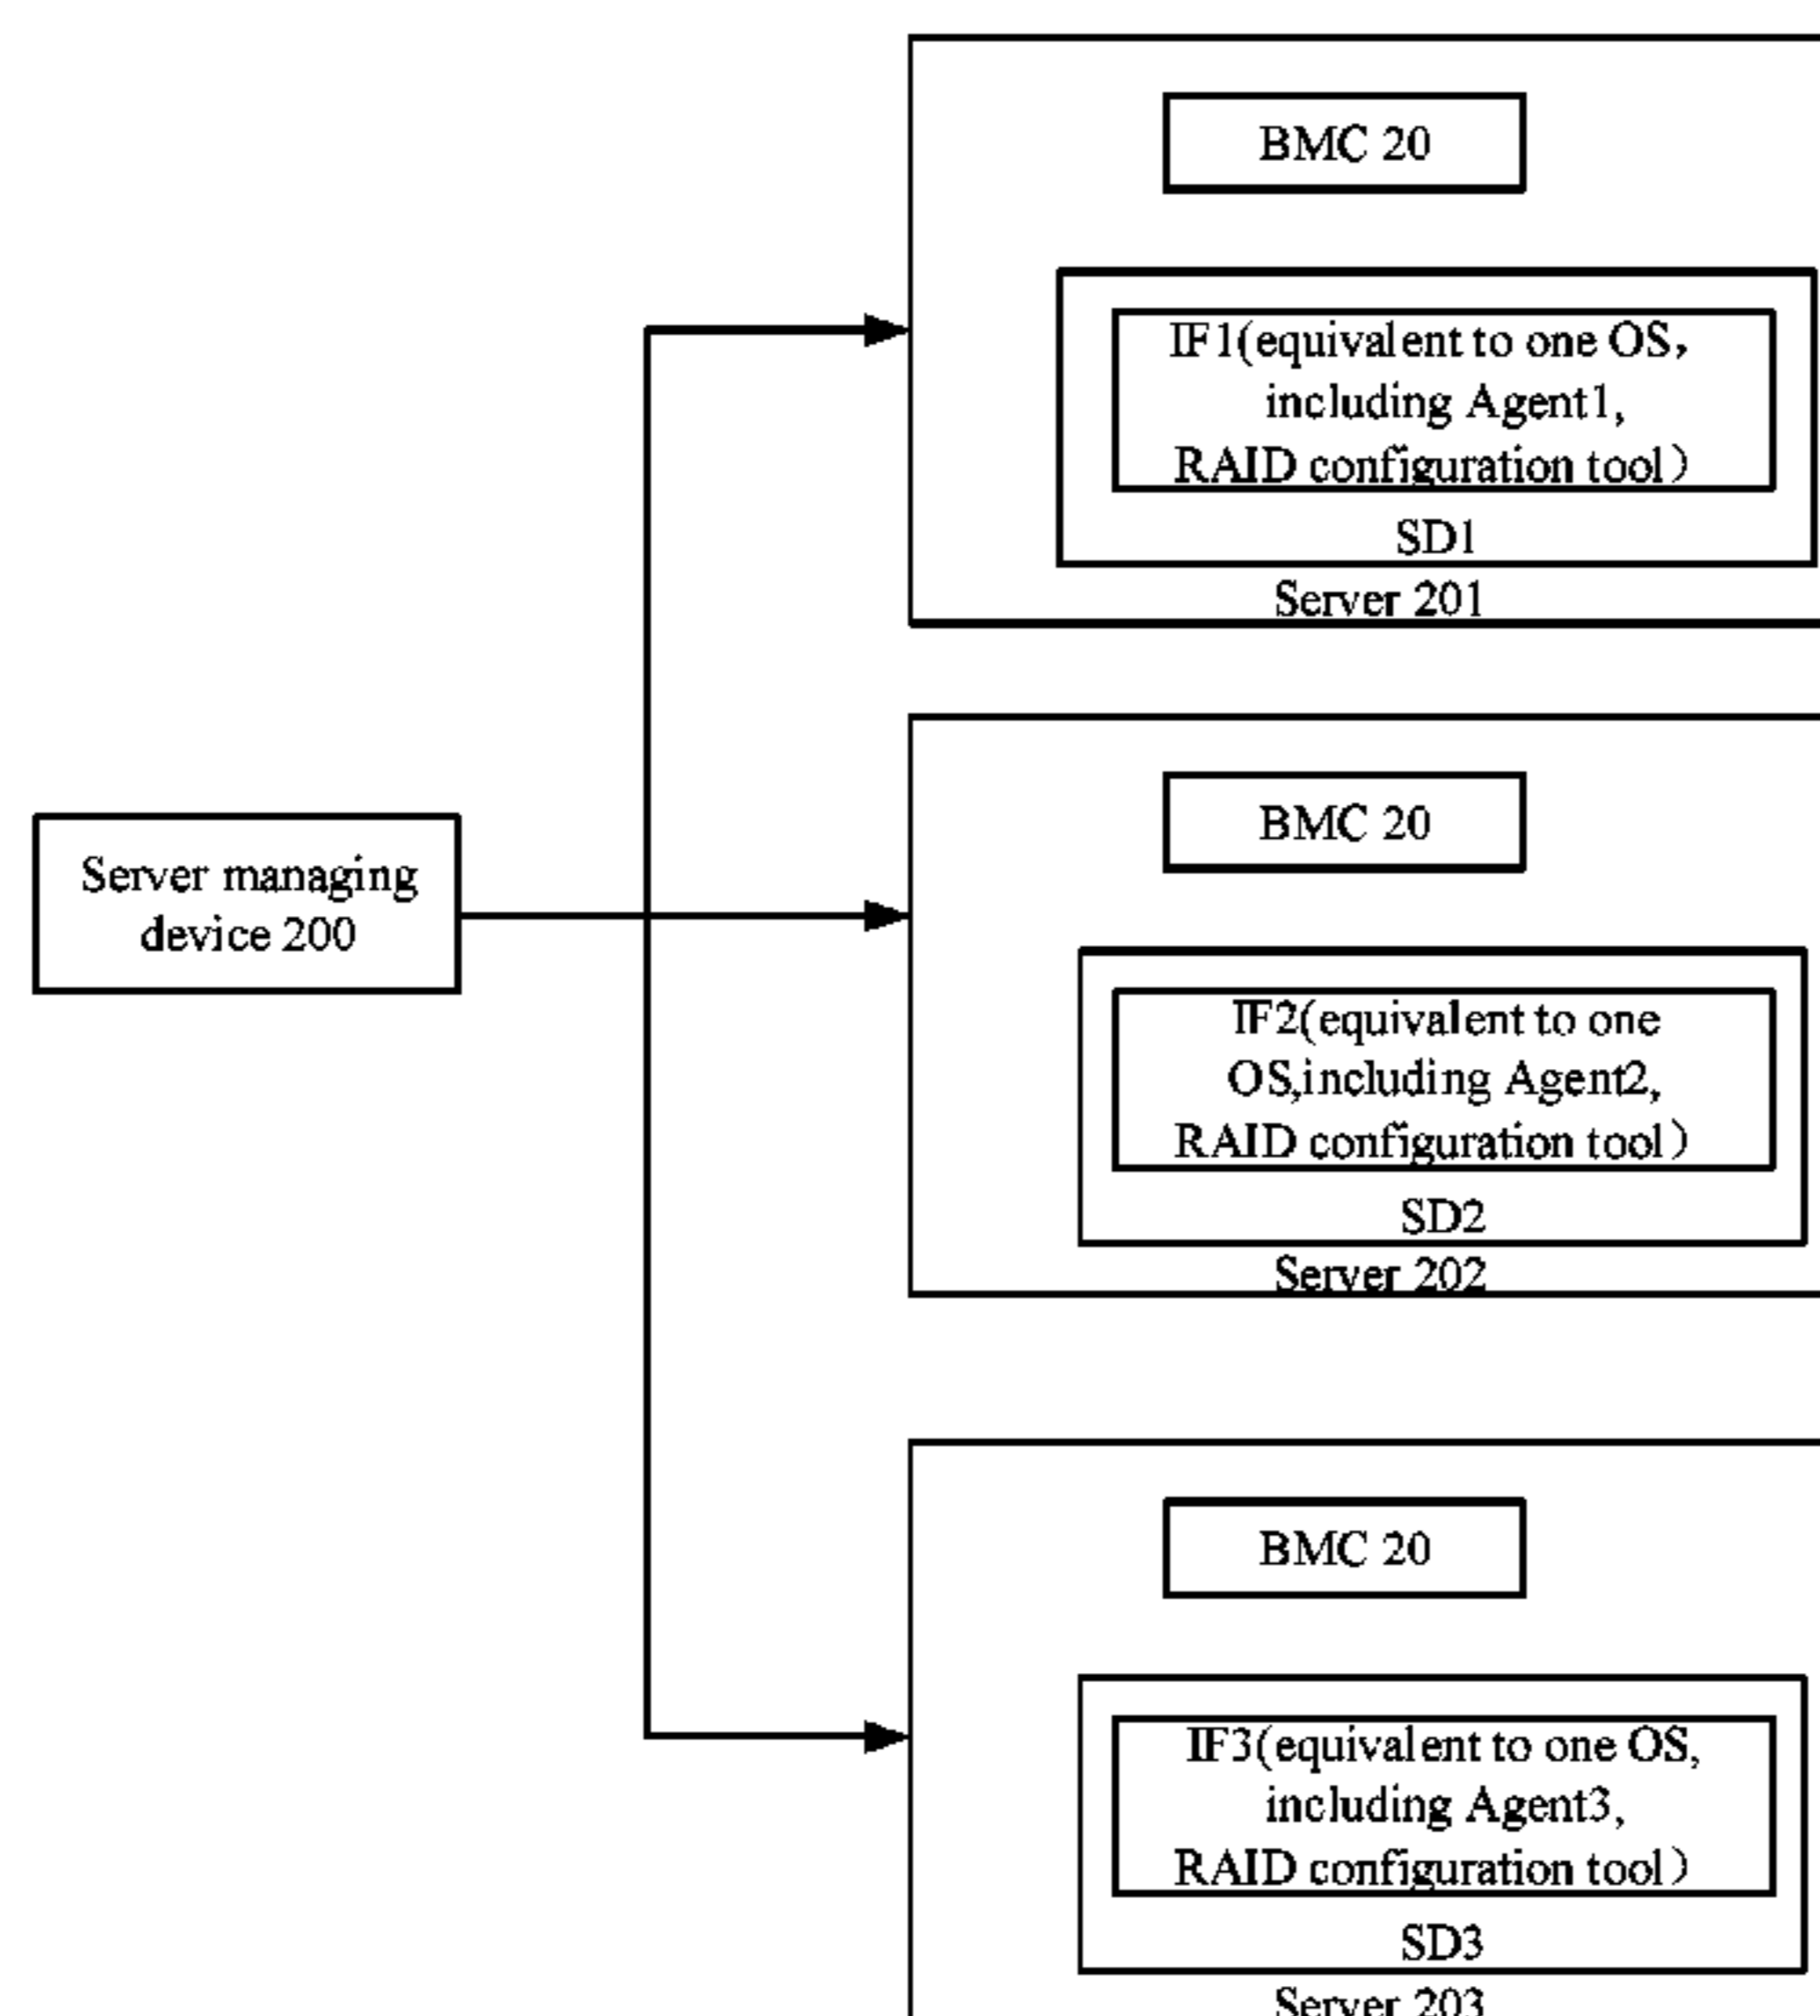 BMC 20
IF1(equivalent to one OS,
including Agent1,
RAID configuration tool)
SD1
Server 201
Server managing
device 200
BMC 20
IF2(equivalent to one
OS,including Agent2,
RAID configuration tool)
SD2
Server 202
BMC 20
IF3(equivalent to one OS,
including Agent3,
RAID configuration tool)
SD3
Server 203